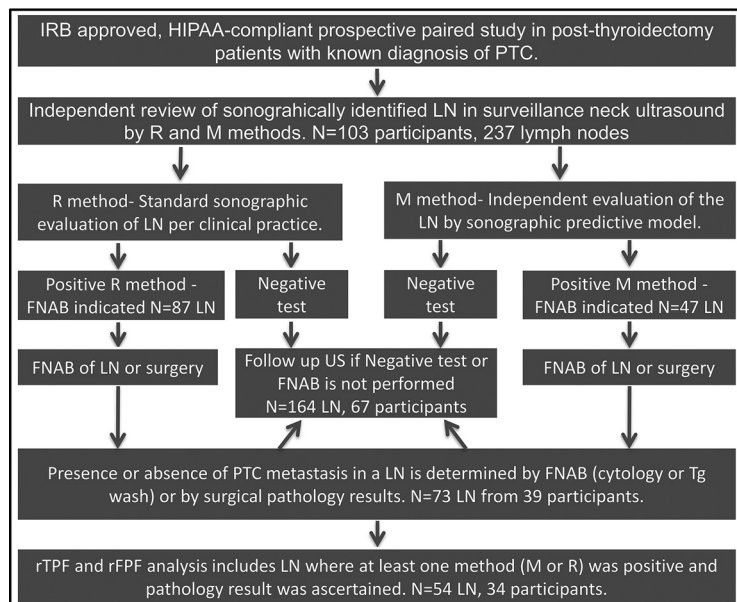 IRB approved, HIPAA-compliant prospective paired study in post-thyroidectomy
patients with known diagnosis of PTC.
Independent review of sonograhically identified LN in surveillance neck ultrasound
by R and M methods. N=103 participants, 237 lymph nodes
R method- Standard sonographic
evaluation of LN per clinical practice.
M method- Independent evaluation of the
LN by sonographic predictive model.
Positive R method -
FNAB indicated N=87 LN
Negative
test
Negative
test
Positive M method -
FNAB indicated N=47 LN
FNAB of LN or surgery
Follow up US if Negative test or
FNAB is not performed
N=164 LN, 67 participants
FNAB of LN or surgery
Presence or absence of PTC metastasis in a LN is determined by FNAB (cytology or Tg
wash) or by surgical pathology results. N=73 LN from 39 participants.
rTPF and rFPF analysis includes LN where at least one method (M or R) was positive and
pathology result was ascertained. N=54 LN, 34 participants.